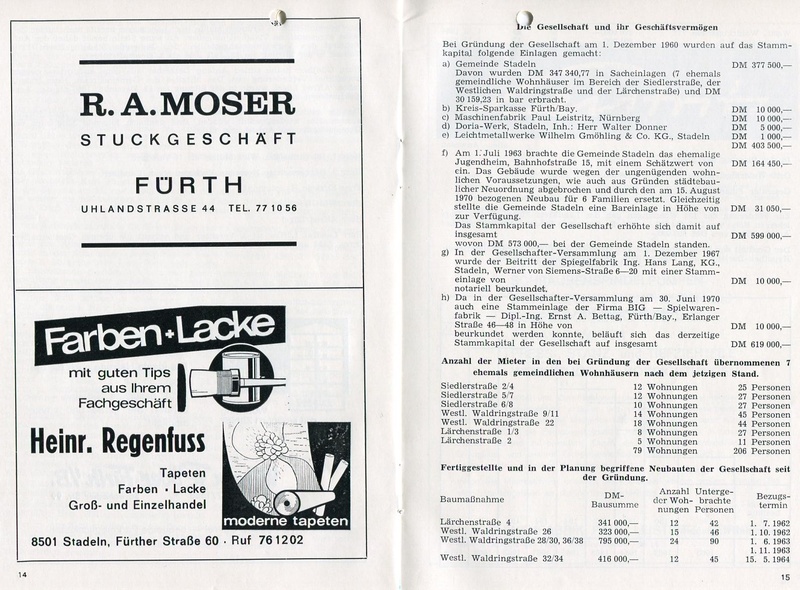 R. A. MOSER
STUCKGESCHÄFT
FÜRTH
UHLANDSTRASSE 44 TEL. 77 10 56
Farben + Lacke
mit guten Tips
aus Ihrem
Fachgeschäft
Heinr. Regenfuss
Tapeten
Farben · Lacke
Groß- und Einzelhandel
moderne tapeten
8501 Stadeln, Fürther Straße 60 · Ruf 76 12 02
14
Die Gesellschaft und ihr Geschäftsvermögen
Bei Gründung der Gesellschaft am 1. Dezember 1960 wurden auf das Stamm-
kapital folgende Einlagen gemacht:
a) Gemeinde Stadeln DM 377 500,—
Davon wurden DM 347 340,77 in Sacheinlagen (7 ehemals
gemeindliche Wohnhäuser im Bereich der Siedlerstraße, der
Westlichen Waldringstraße und der Lärchenstraße) und DM
30 159,23 in bar erbracht.
b) Kreis-Sparkasse Fürth/Bay. DM 10 000,—
c) Maschinenfabrik Paul Leistritz, Nürnberg DM 10 000,—
d) Doria-Werk, Stadeln, Inh.: Herr Walter Donner DM 5 000,—
e) Leichtmetallwerke Wilhelm Gmöhling & Co. KG., Stadeln DM 1 000,—
DM 403 500,—
f) Am 1. Juli 1963 brachte die Gemeinde Stadeln das ehemalige
Jugendheim, Bahnhofstraße 15, mit einem Schätzwert von DM 164 450,—
ein. Das Gebäude wurde wegen der ungenügenden wohn-
lichen Voraussetzungen, wie auch aus Gründen städtebau-
licher Neuordnung abgebrochen und durch den am 15. August
1970 bezogenen Neubau für 6 Familien ersetzt. Gleichzeitig
stellte die Gemeinde Stadeln eine Bareinlage in Höhe von DM 31 050,—
zur Verfügung.
Das Stammkapital der Gesellschaft erhöhte sich damit auf
insgesamt DM 599 000,—
wovon DM 573 000,— bei der Gemeinde Stadeln standen.
g) In der Gesellschafter-Versammlung am 1. Dezember 1967
wurde der Beitritt der Spiegelfabrik Ing. Hans Lang, KG.,
Stadeln, Werner von Siemens-Straße 6—20 mit einer Stamm-
einlage von DM 10 000,—
notariell beurkundet.
h) Da in der Gesellschafter-Versammlung am 30. Juni 1970
auch eine Stammeinlage der Firma BIG — Spielwaren-
fabrik — Dipl.-Ing. Ernst A. Bettag, Fürth/Bay., Erlanger
Straße 46—48 in Höhe von DM 10 000,—
beurkundet werden konnte, beläuft sich das derzeitige
Stammkapital der Gesellschaft auf insgesamt DM 619 000,—
Anzahl der Mieter in den bei Gründung der Gesellschaft übernommenen 7
ehemals gemeindlichen Wohnhäusern nach dem jetzigen Stand.
Siedlerstraße 2/4 12 Wohnungen 25 Personen
Siedlerstraße 5/7 12 Wohnungen 27 Personen
Siedlerstraße 6/8 10 Wohnungen 27 Personen
Westl. Waldringstraße 9/11 14 Wohnungen 45 Personen
Westl. Waldringstraße 22 18 Wohnungen 44 Personen
Lärchenstraße 1/3 8 Wohnungen 27 Personen
Lärchenstraße 2 5 Wohnungen 11 Personen
79 Wohnungen 206 Personen
Fertiggestellte und in der Planung begriffene Neubauten der Gesellschaft seit
der Gründung.
Baumaßnahme DM-Bausumme Anzahl der Wohnungen Untergebrachte Personen Bezugstermin
Lärchenstraße 4 341 000,— 12 42 1. 7. 1962
Westl. Waldringstraße 26 323 000,— 15 46 1. 10. 1962
Westl. Waldringstraße 28/30, 36/38 795 000,— 24 90 1. 6. 1963
1. 11. 1963
Westl. Waldringstraße 32/34 416 000,— 12 45 15. 5. 1964
15